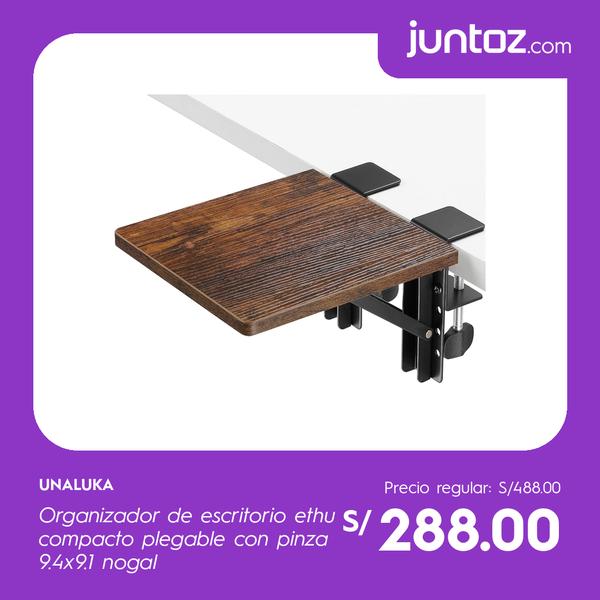 juntoz.com
UNALUKA
Organizador de escritorio ethu
compacto plegable con pinza
9.4x9.1 nogal
Precio regular: S/488.00
S/ 288.00